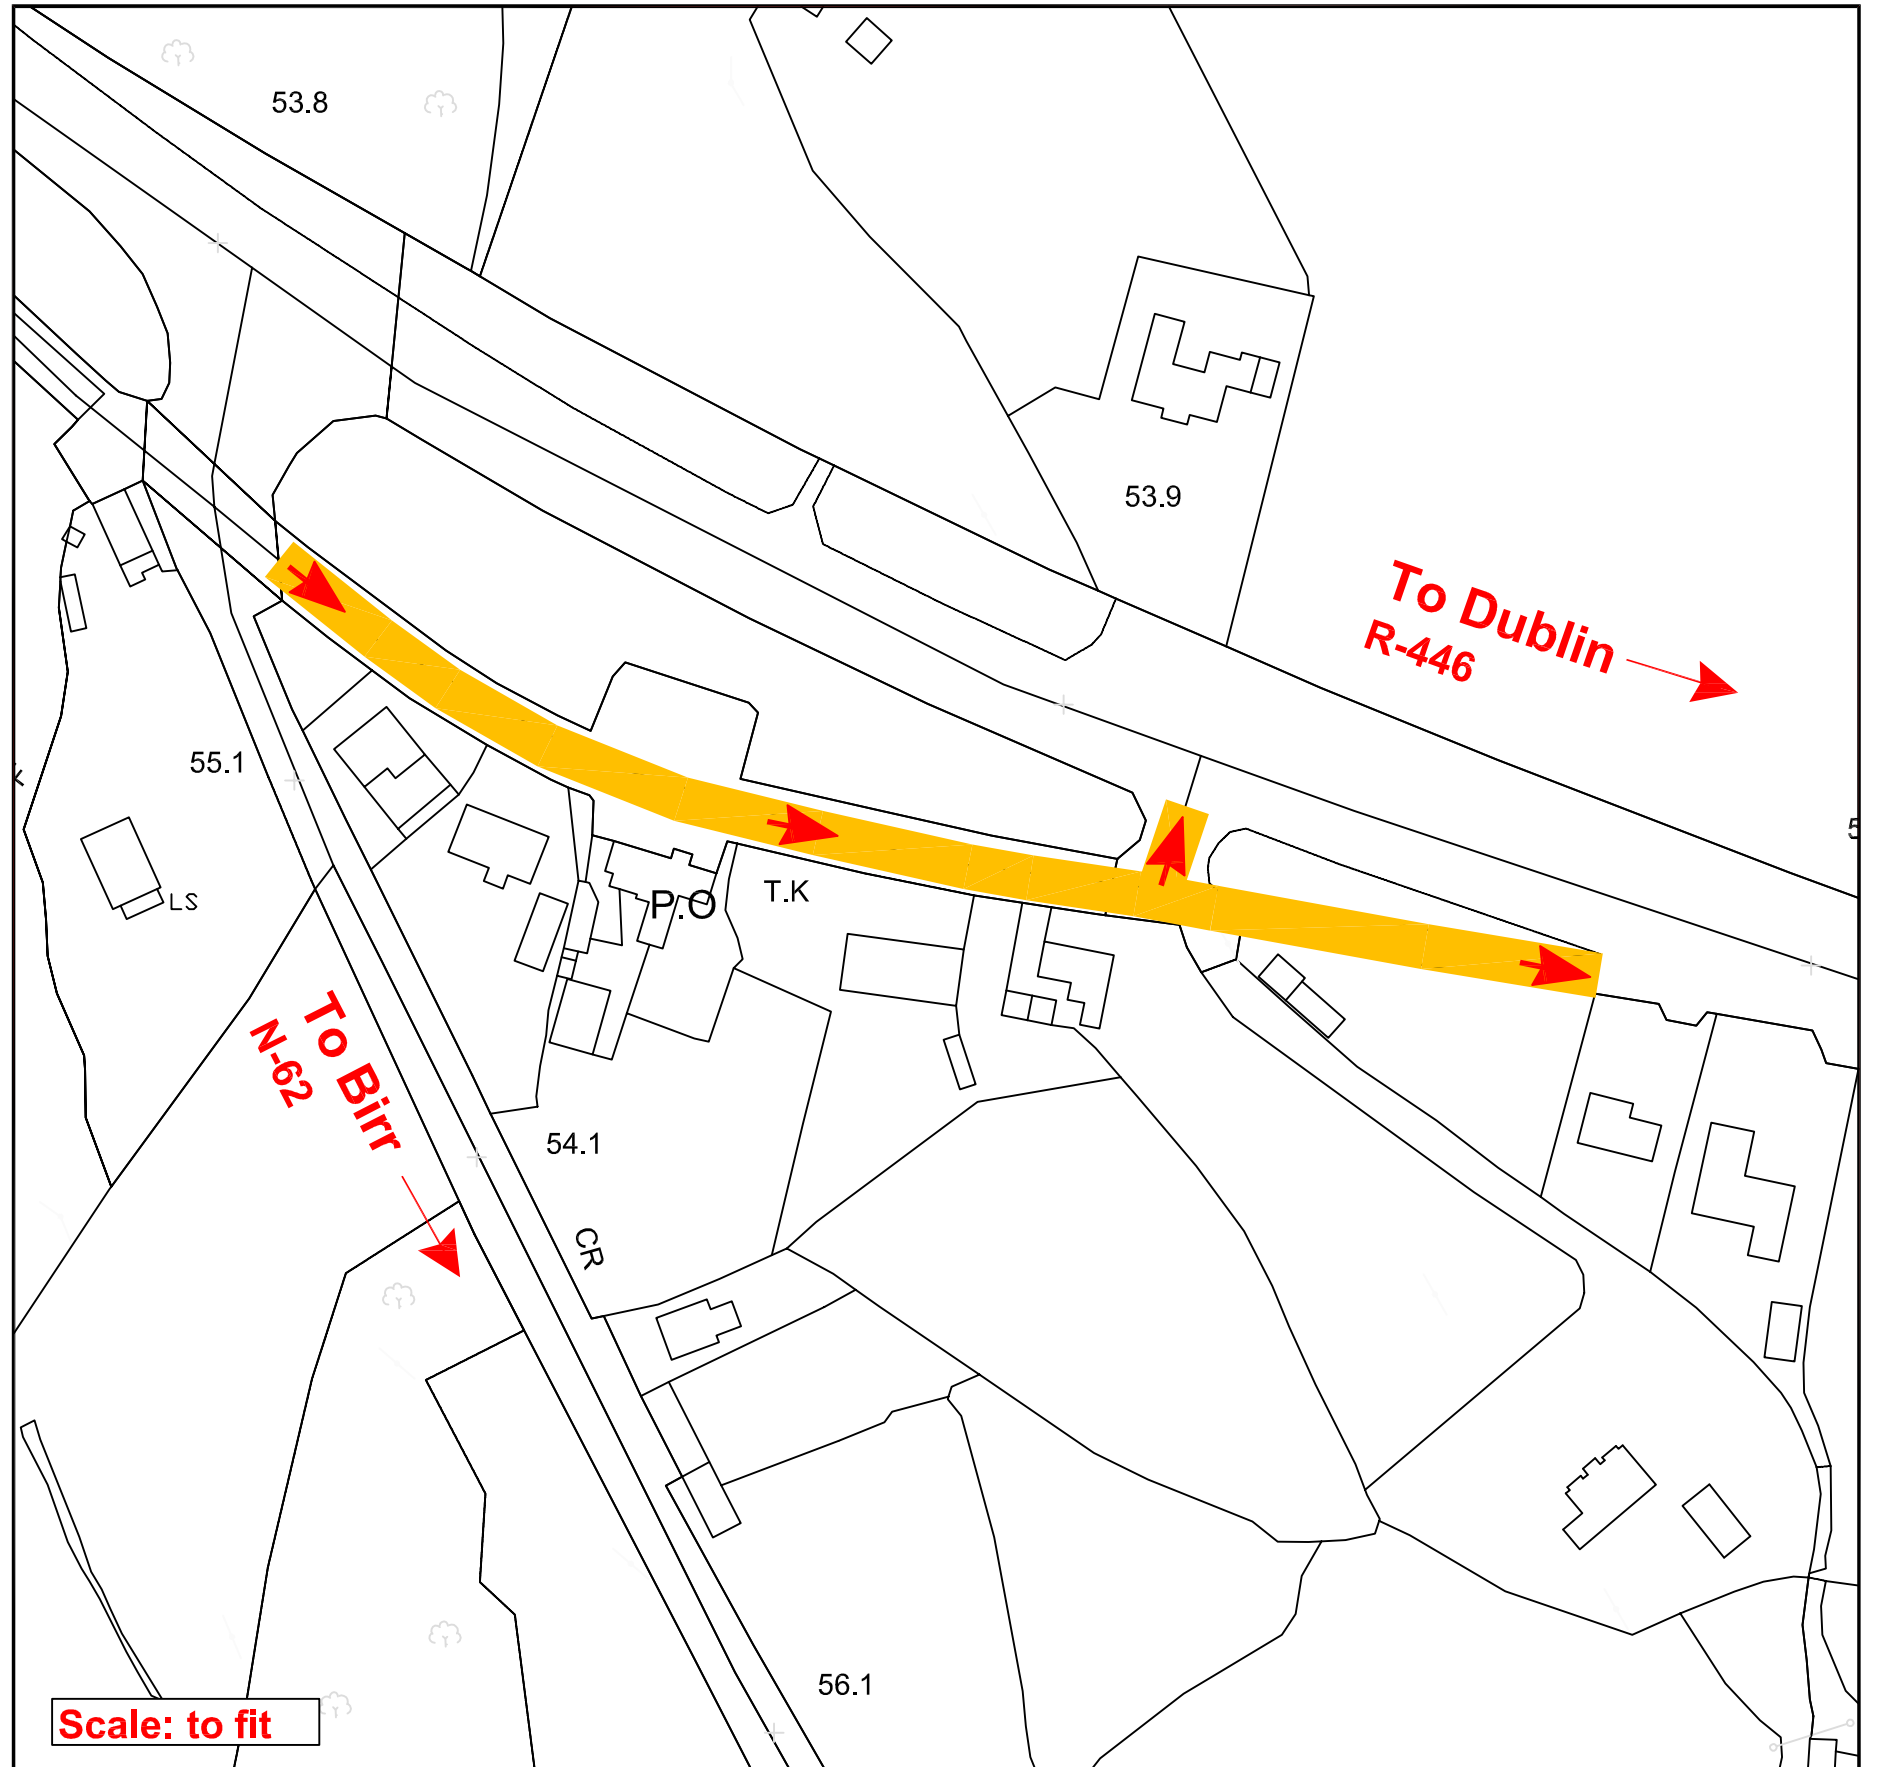 53.8
53.9
To Dublin
R-446
55.1
5
LS
P.O
T.K
To Birr
N-62
54.1
CR
56.1
Scale: to fit